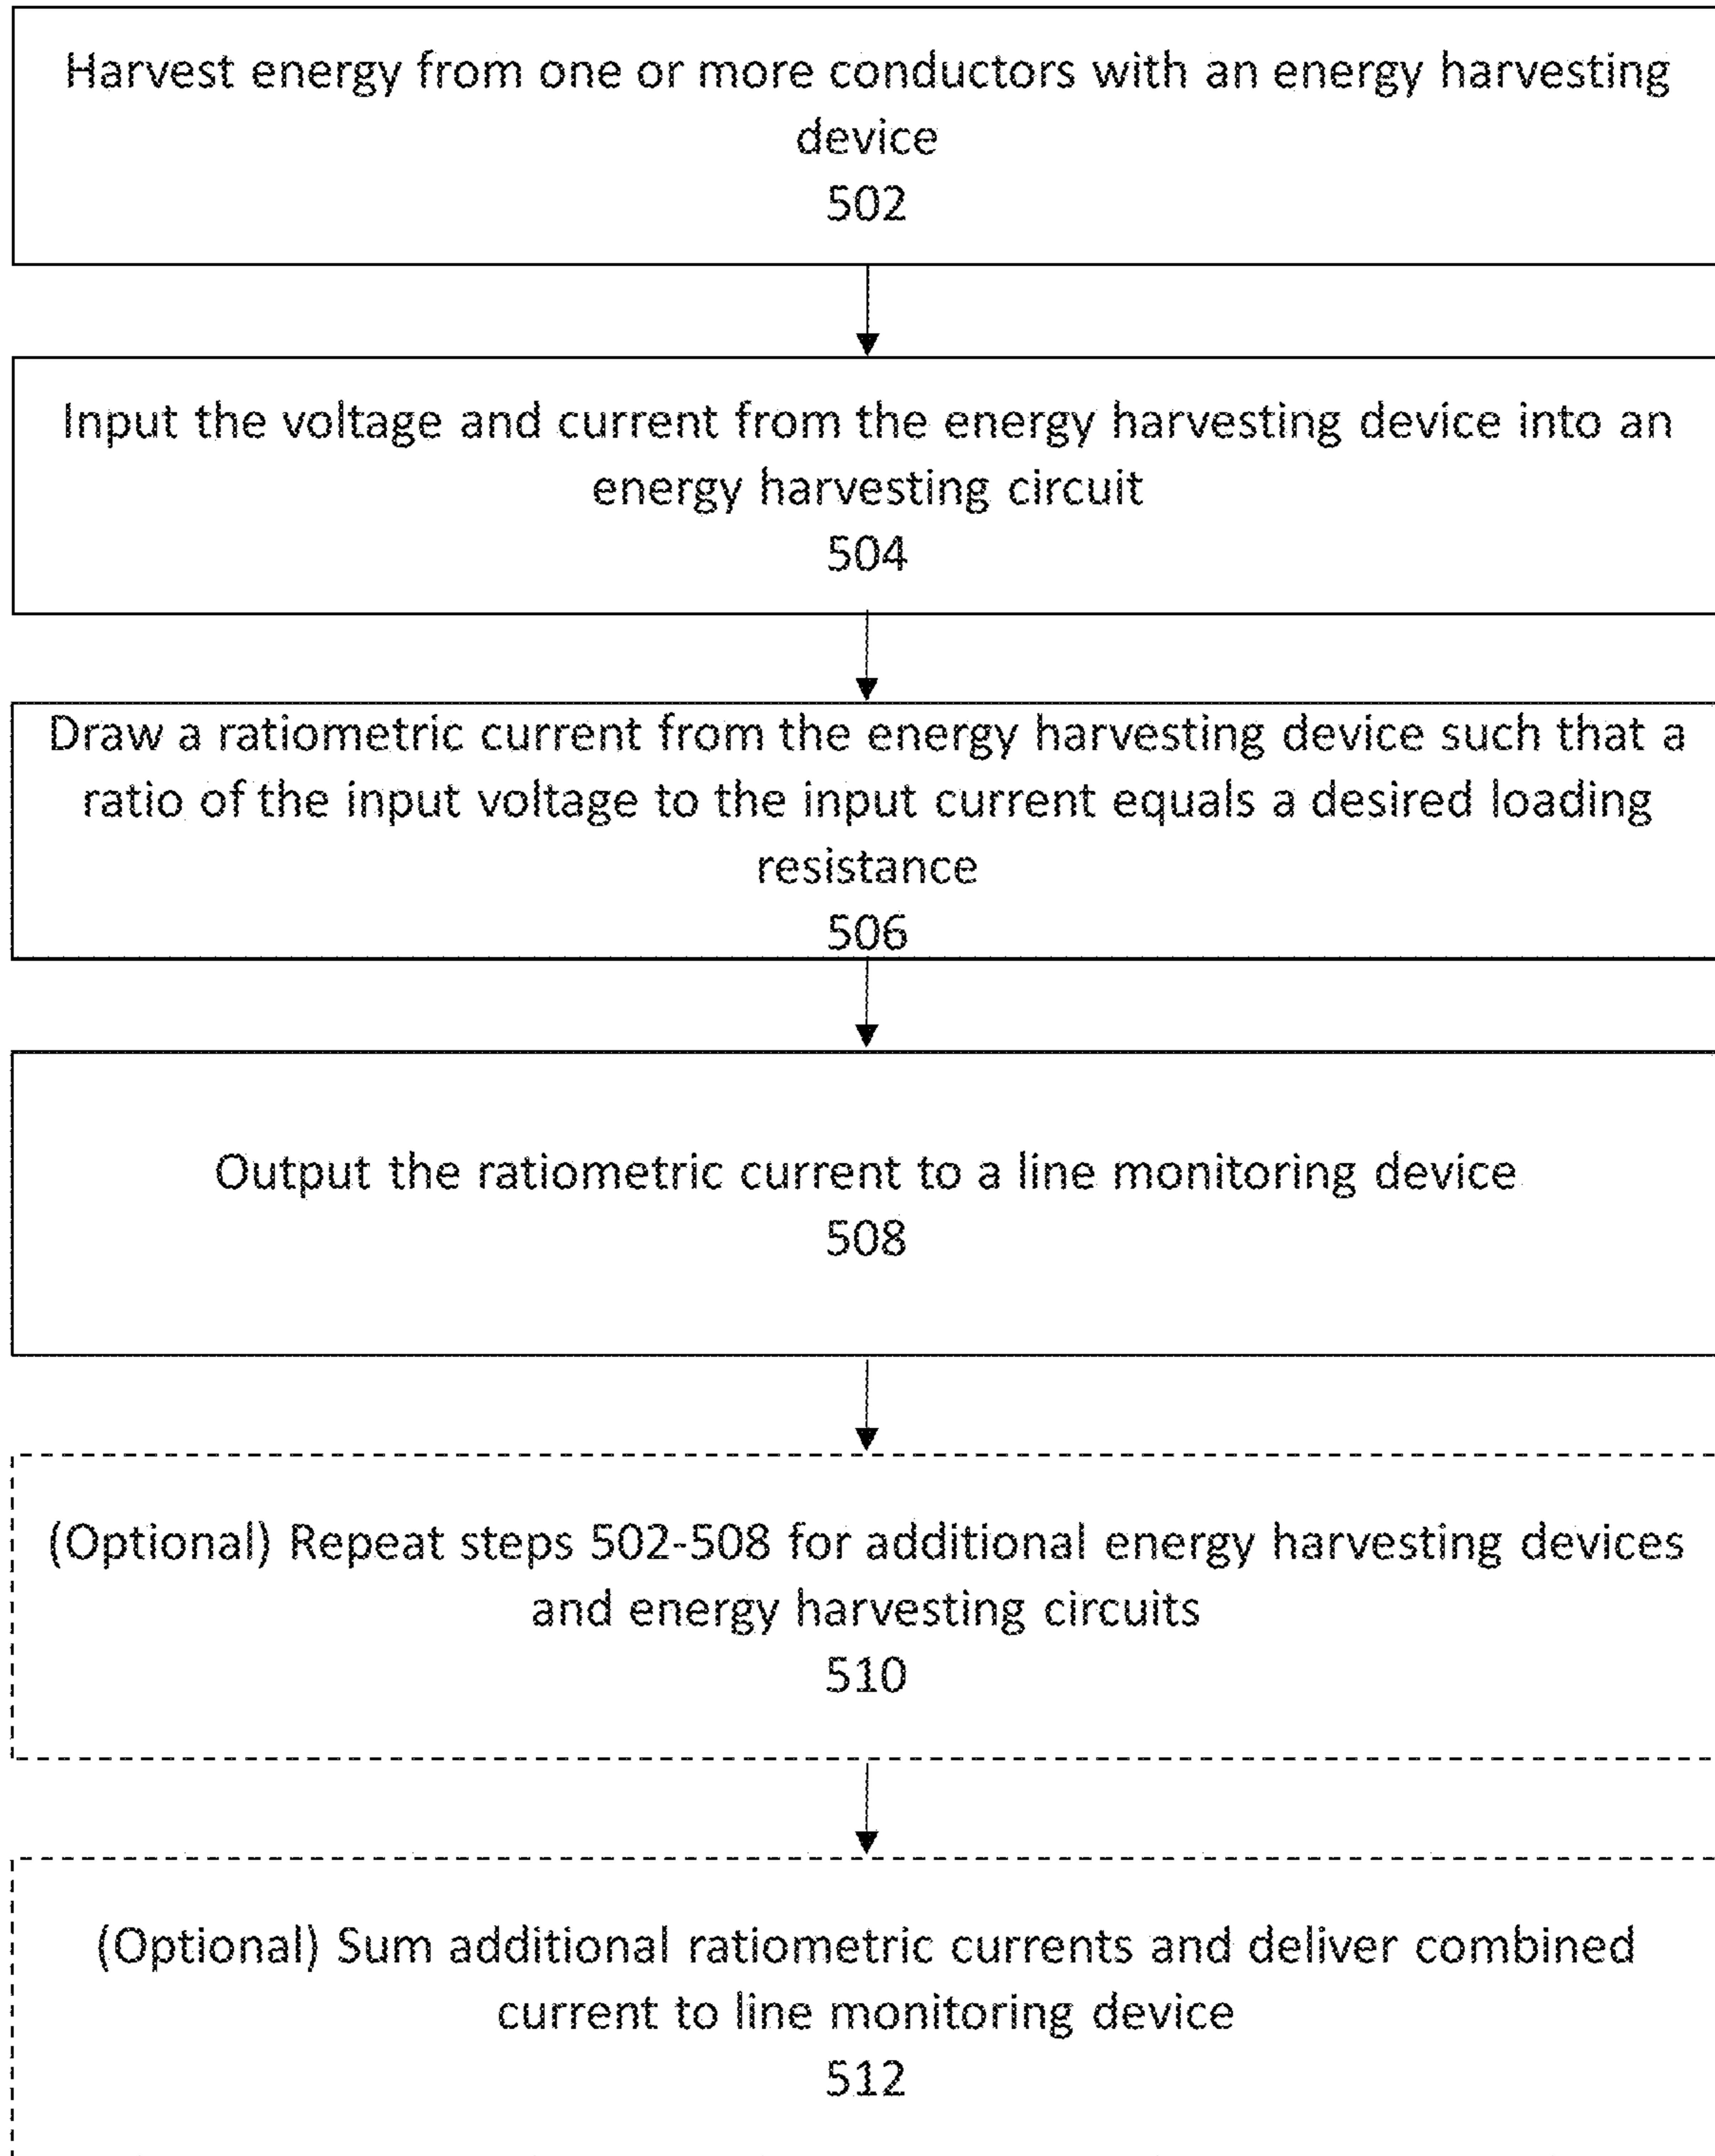 Harvest energy from one or more conductors with an energy harvesting
device
502
Input the voltage and current from the energy harvesting device into an
energy harvesting circuit
504
Draw a ratiometric current from the energy harvesting device such that a
ratio of the input voltage to the input current equals a desired loading
resistance
506
Output the ratiometric current to a line monitoring device
508
(Optional) Repeat steps 502-508 for additional energy harvesting devices
and energy harvesting circuits
510
(Optional) Sum additional ratiometric currents and deliver combined
current to line monitoring device
512